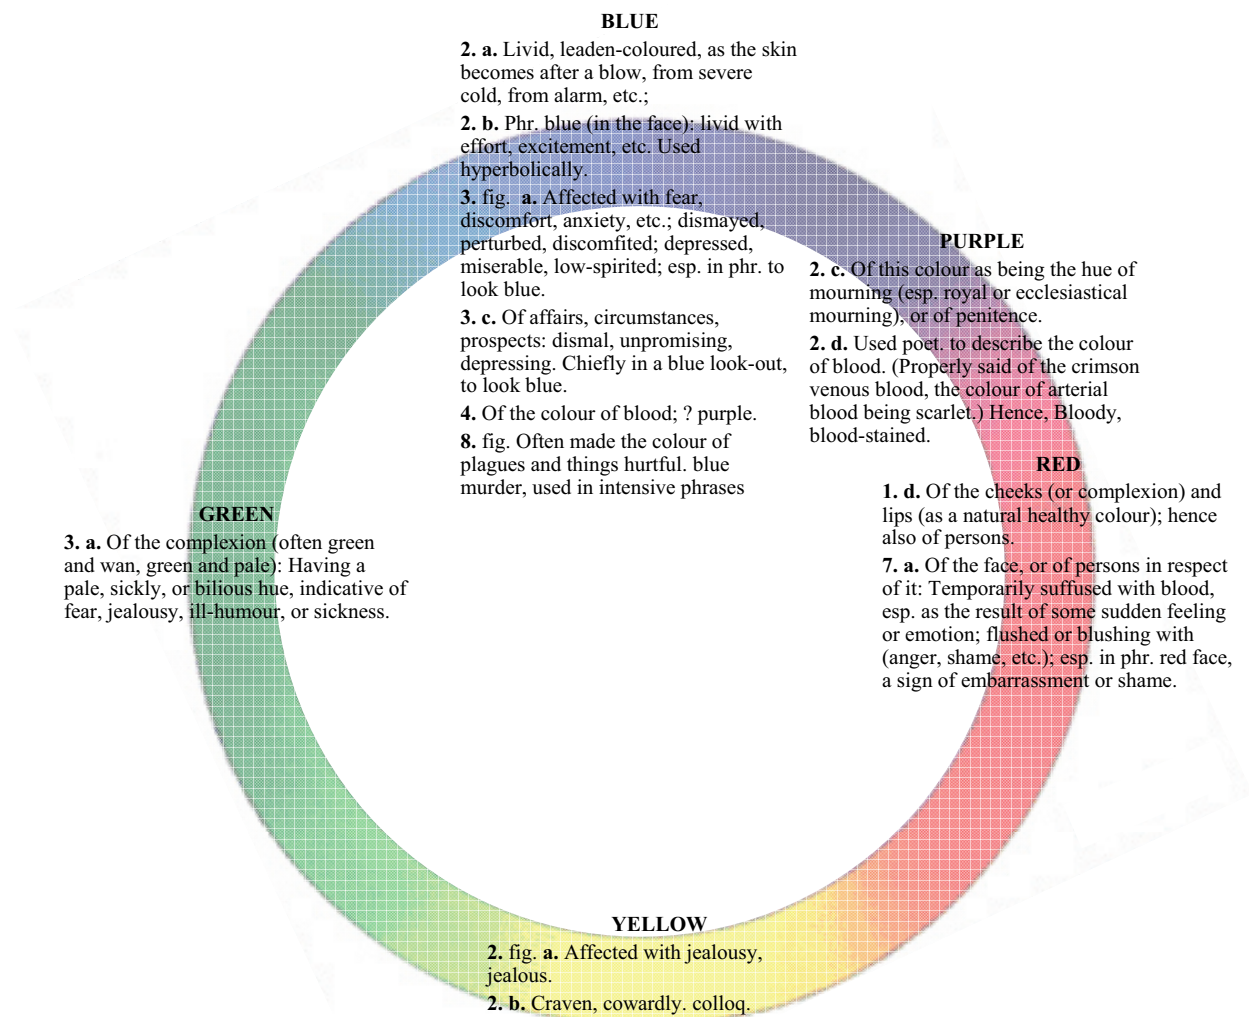 BLUE
2. a. Livid, leaden-coloured, as the skin
becomes after a blow, from severe
cold, from alarm, etc.;
2. b. Phr. blue (in the face): livid with
effort, excitement, etc. Used
hyperbolically.
3. fig. a. Affected with fear,
discomfort, anxiety, etc.; dismayed,
perturbed, discomfited; depressed,
miserable, low-spirited; esp. in phr. to
look blue.
3. c. Of affairs, circumstances,
prospects: dismal, unpromising,
depressing. Chiefly in a blue look-out,
to look blue.
4. Of the colour of blood; ? purple.
8. fig. Often made the colour of
plagues and things hurtful. blue
murder, used in intensive phrases
PURPLE
2. c. Of this colour as being the hue of
mourning (esp. royal or ecclesiastical
mourning), or of penitence.
2. d. Used poet. to describe the colour
of blood. (Properly said of the crimson
venous blood, the colour of arterial
blood being scarlet.) Hence, Bloody,
blood-stained.
RED
1. d. Of the cheeks (or complexion) and
lips (as a natural healthy colour); hence
also of persons.
7. a. Of the face, or of persons in respect
of it: Temporarily suffused with blood,
esp. as the result of some sudden feeling
or emotion; flushed or blushing with
(anger, shame, etc.); esp. in phr. red face,
a sign of embarrassment or shame.
GREEN
3. a. Of the complexion (often green
and wan, green and pale): Having a
pale, sickly, or bilious hue, indicative of
fear, jealousy, ill-humour, or sickness.
YELLOW
2. fig. a. Affected with jealousy,
jealous.
2. b. Craven, cowardly. colloq.